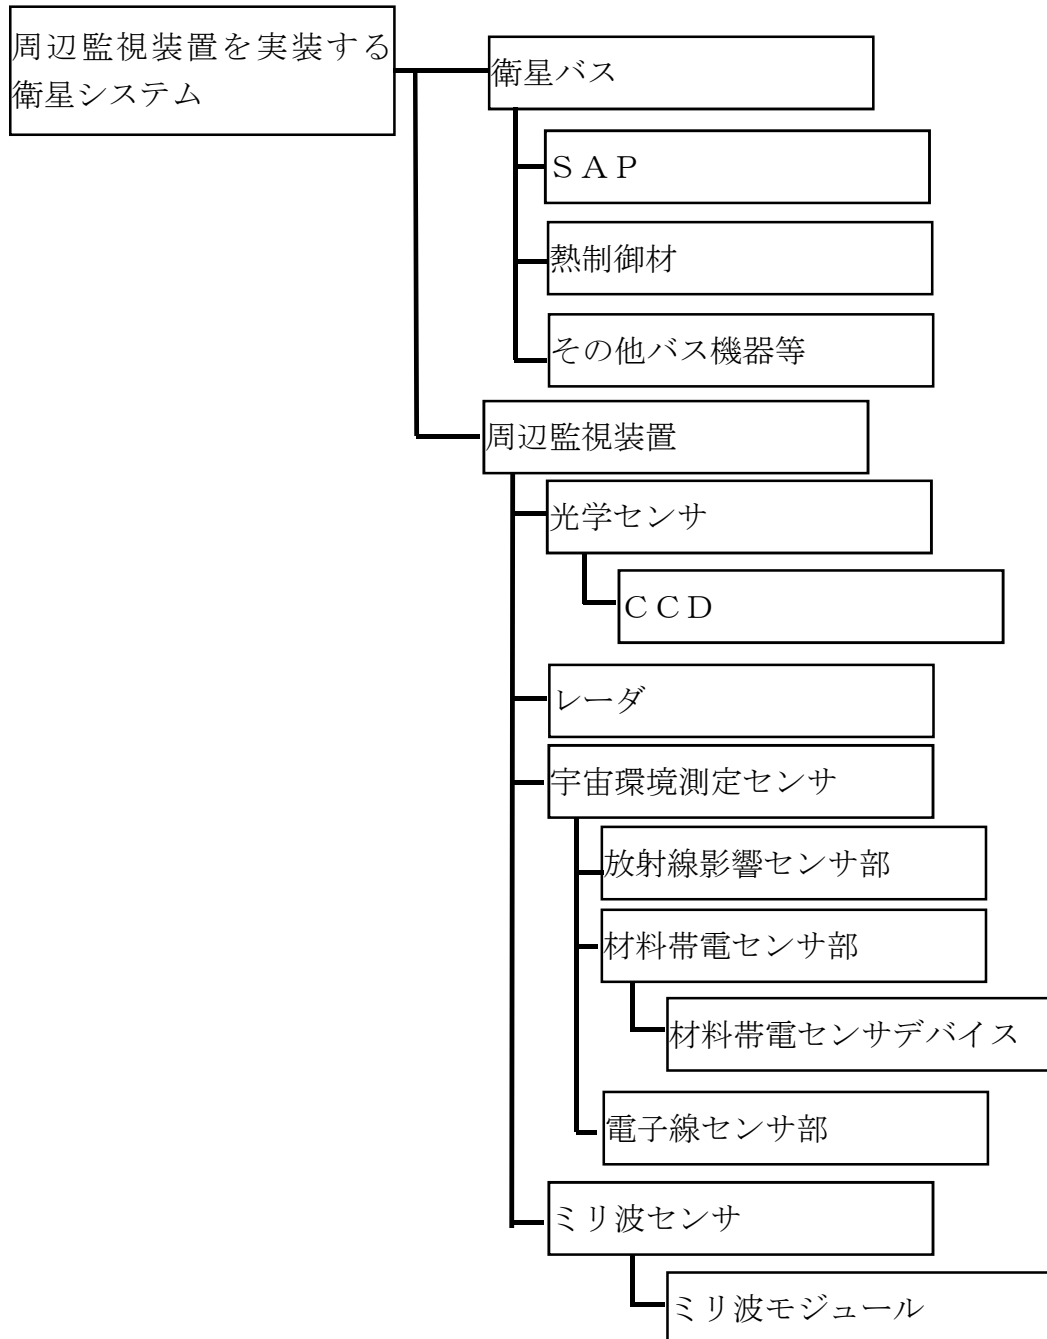 周辺監視装置を実装する
衛星システム
衛星バス
ＳＡＰ
熱制御材
その他バス機器等
周辺監視装置
光学センサ
ＣＣＤ
レーダ
宇宙環境測定センサ
放射線影響センサ部
材料帯電センサ部
材料帯電センサデバイス
電子線センサ部
ミリ波センサ
ミリ波モジュール